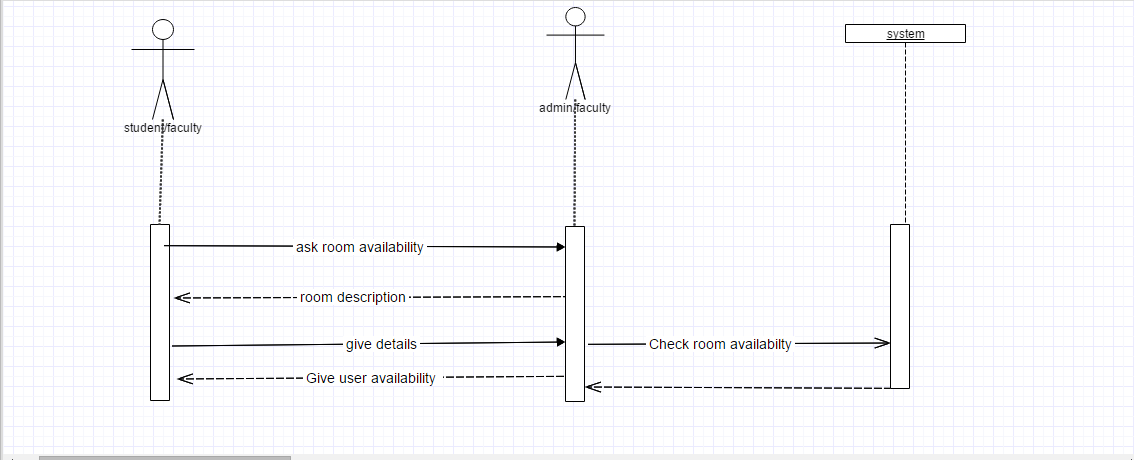 system
admin/faculty
student/faculty
ask room availability
room description
give details
Check room availabilty
Give user availability